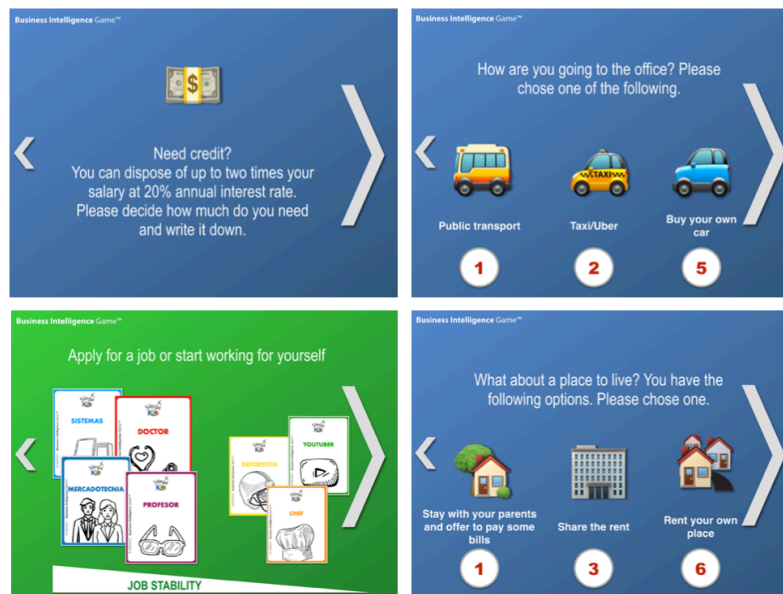 Business Intelligence Game™
Need credit?
You can dispose of up to two times your
salary at 20% annual interest rate.
Please decide how much do you need
and write it down.
Business Intelligence Game™
How are you going to the office? Please
chose one of the following.
TAXI
Public transport
Taxi/Uber
Buy your own
car
1
2
5
Business Intelligence Game™
Apply for a job or start working for yourself
SISTEMAS
DOCTOR
MERCADOTECNIA
PROFESOR
DEPORTISTA
YOUTUBER
CHEF
JOB STABILITY
Business Intelligence Game™
What about a place to live? You have the
following options. Please chose one.
Stay with your parents
and offer to pay some
bills
Share the rent
Rent your own
place
1
3
6